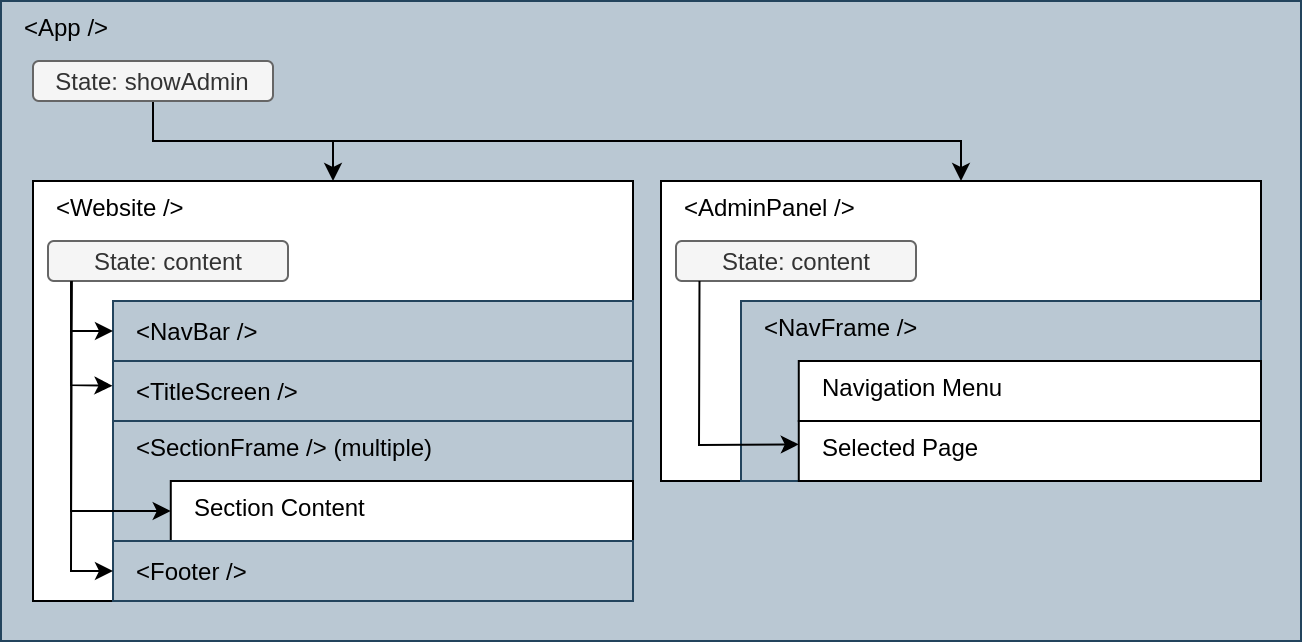 <App />
State: showAdmin
<Website />
State: content
<NavBar />
<TitleScreen />
<SectionFrame /> (multiple)
Section Content
<Footer />
<AdminPanel />
State: content
<NavFrame />
Navigation Menu
Selected Page